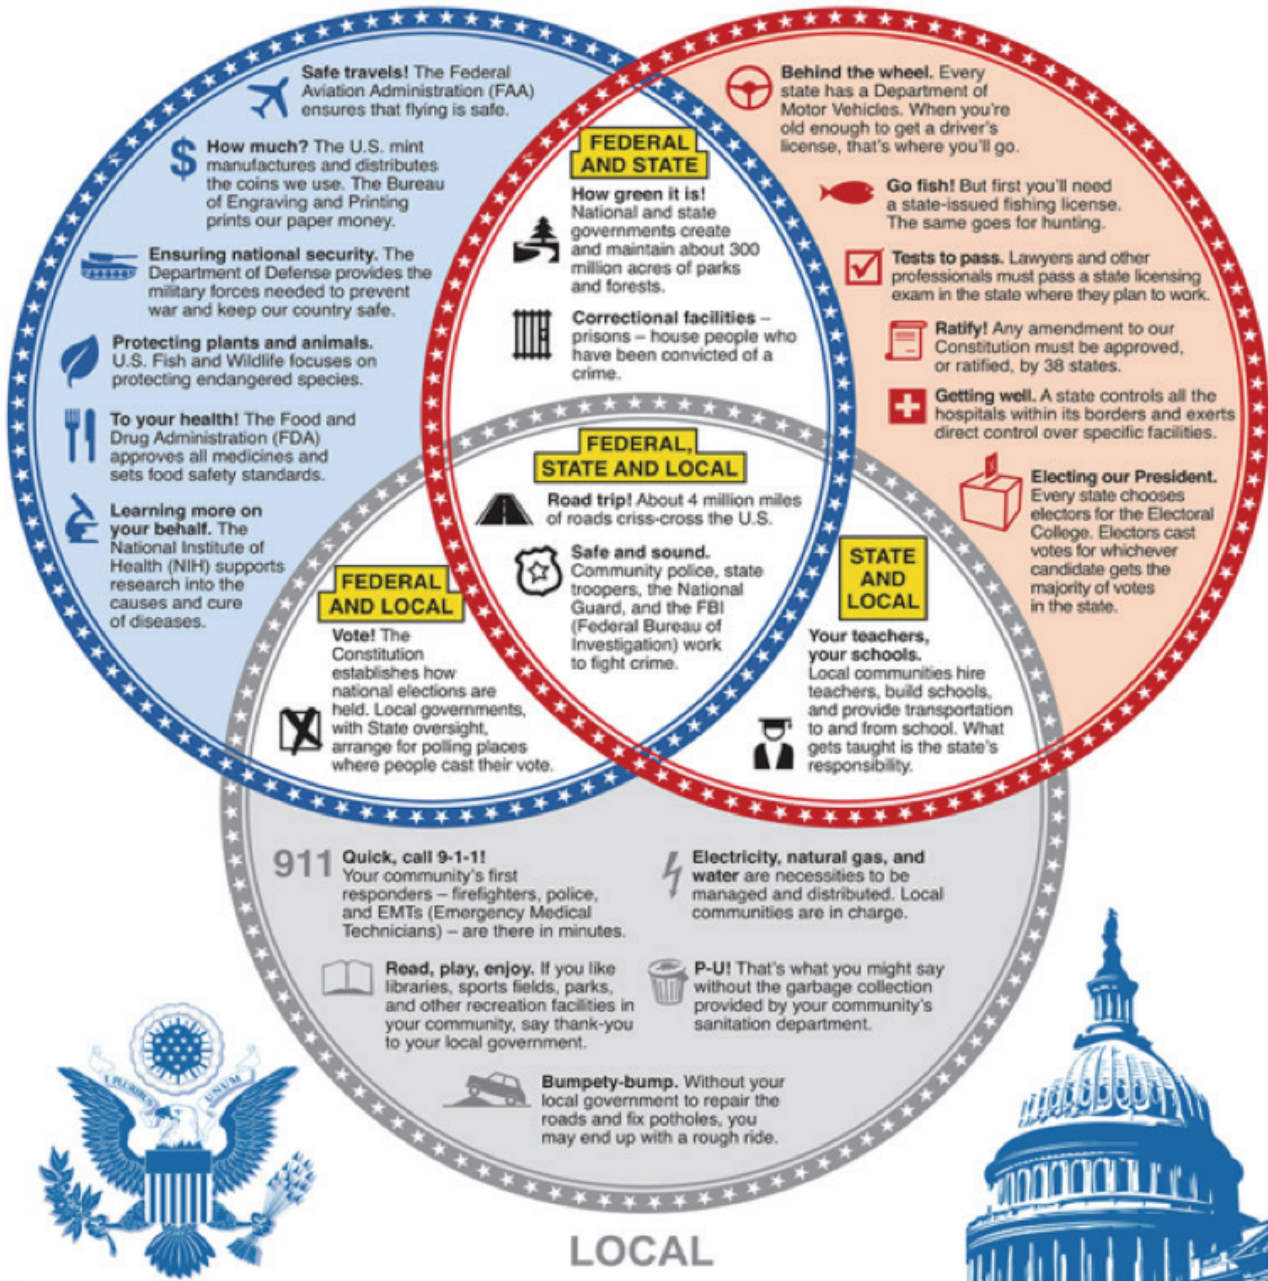 Safe travels! The Federal
Aviation Administration (FAA)
ensures that flying is safe.
$
How much? The U.S. mint
manufactures and distributes
the coins we use. The Bureau
of Engraving and Printing
prints our paper money.
Ensuring national security. The
Department of Defense provides the
military forces needed to prevent
war and keep our country safe.
Protecting plants and animals.
U.S. Fish and Wildlife focuses on
protecting endangered species.
To your health! The Food and
Drug Administration (FDA)
approves all medicines and
sets food safety standards.
Learning more on
your behalf. The
National Institute of
Health (NIH) supports
research into the
causes and cure
of diseases.
FEDERAL
AND STATE
How green it is!
National and state
governments create
and maintain about 300
million acres of parks
and forests.
Correctional facilities –
prisons – house people who
have been convicted of a
crime.
Behind the wheel. Every
state has a Department of
Motor Vehicles. When you're
old enough to get a driver's
license, that's where you'll go.
Go fish! But first you'll need
a state-issued fishing license.
The same goes for hunting.
Tests to pass. Lawyers and other
professionals must pass a state licensing
exam in the state where they plan to work.
Ratify! Any amendment to our
Constitution must be approved,
or ratified, by 38 states.
Getting well. A state controls all the
hospitals within its borders and exerts
direct control over specific facilities.
Electing our President.
Every state chooses
electors for the Electoral
College. Electors cast
votes for whichever
candidate gets the
majority of votes
in the state.
FEDERAL,
STATE AND LOCAL
Road trip! About 4 million miles
of roads criss-cross the U.S.
Safe and sound.
Community police, state
troopers, the National
Guard, and the FBI
(Federal Bureau of
Investigation) work
to fight crime.
FEDERAL
AND LOCAL
Vote! The
Constitution
establishes how
national elections are
held. Local governments,
with State oversight,
arrange for polling places
where people cast their vote.
STATE
AND
LOCAL
Your teachers,
your schools.
Local communities hire
teachers, build schools,
and provide transportation
to and from school. What
gets taught is the state's
responsibility.
911
Quick, call 9-1-1!
Your community's first
responders – firefighters, police,
and EMTs (Emergency Medical
Technicians) – are there in minutes.
Electricity, natural gas, and
water are necessities to be
managed and distributed. Local
communities are in charge.
Read, play, enjoy. If you like
libraries, sports fields, parks,
and other recreation facilities in
your community, say thank-you
to your local government.
P-U! That's what you might say
without the garbage collection
provided by your community's
sanitation department.
Bumpety-bump. Without your
local government to repair the
roads and fix potholes, you
may end up with a rough ride.
UNUM
LOCAL